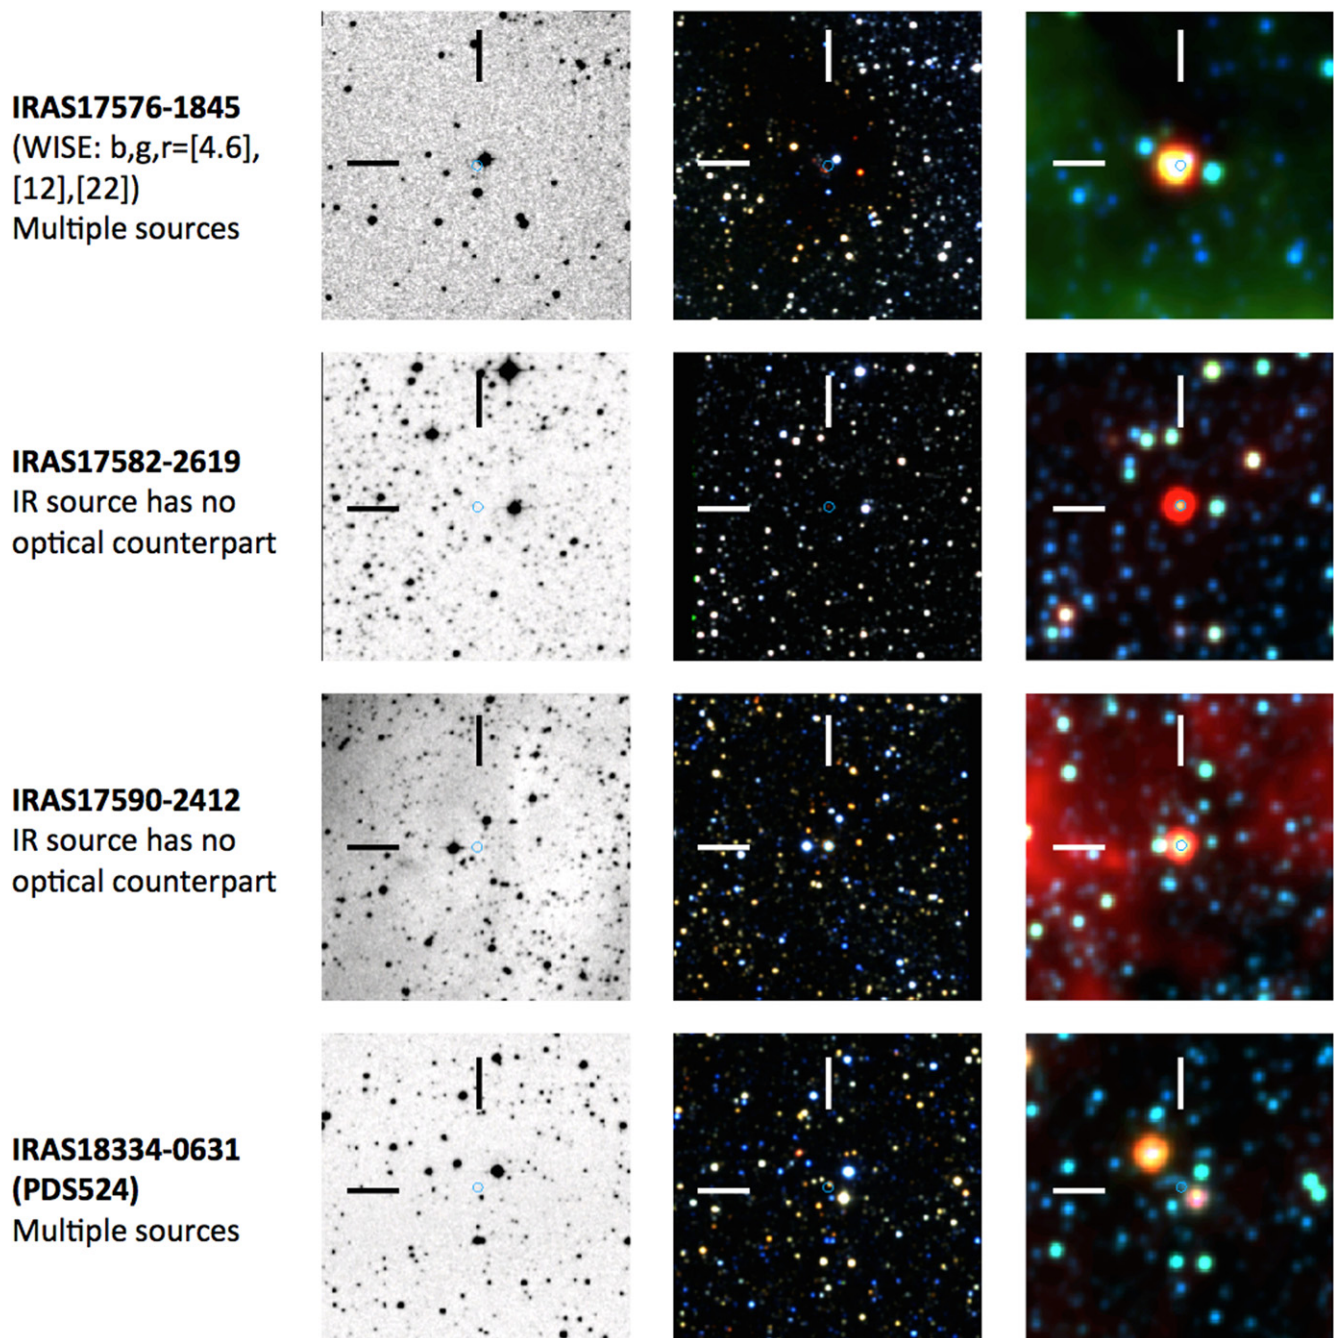 IRAS17576-1845
(WISE: b,g,r=[4.6],
[12],[22])
Multiple sources
IRAS17582-2619
IR source has no
optical counterpart
IRAS17590-2412
IR source has no
optical counterpart
IRAS18334-0631
(PDS524)
Multiple sources